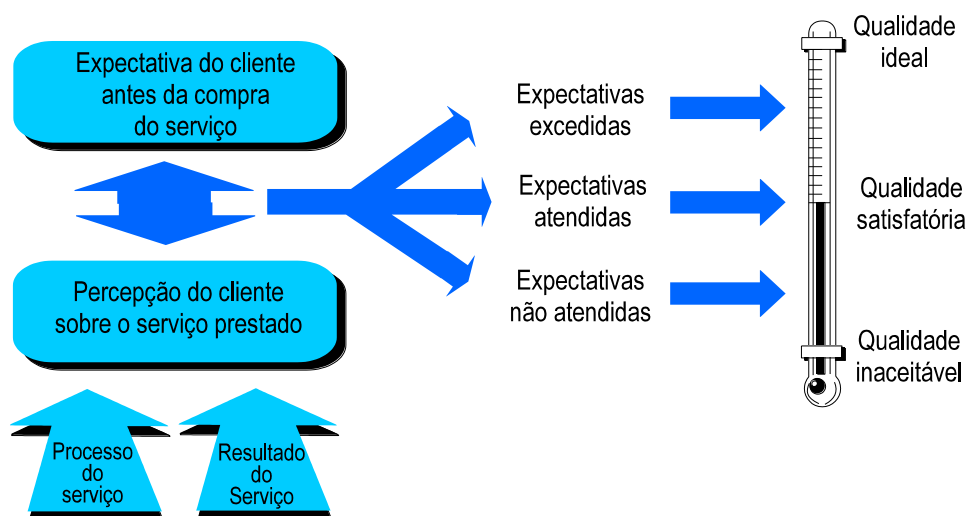 Expectativa do cliente
antes da compra
do serviço
Percepção do cliente
sobre o serviço prestado
Processo
do
serviço
Resultado
do
Serviço
Expectativas
excedidas
Expectativas
atendidas
Expectativas
não atendidas
Qualidade
ideal
Qualidade
satisfatória
Qualidade
inaceitável